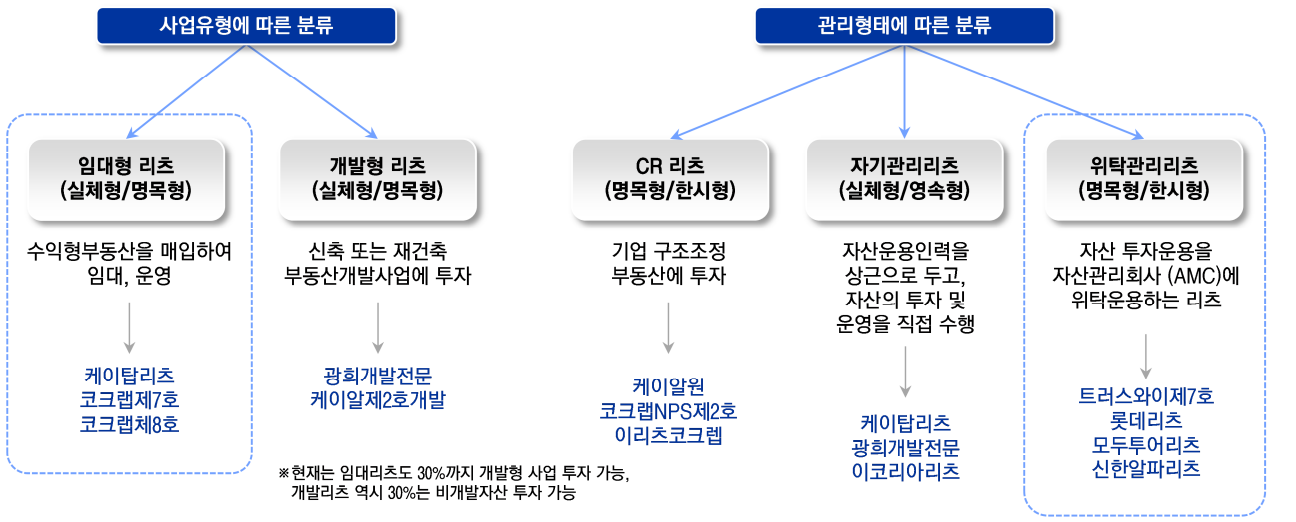 사업유형에 따른 분류
임대형 리츠
(실체형/명목형)
수익형부동산을 매입하여
임대, 운영
케이탑리츠
코크랩제7호
코크랩체8호
개발형 리츠
(실체형/명목형)
신축 또는 재건축
부동산개발사업에 투자
광희개발전문
케이알제2호개발
※현재는 임대리츠도 30%까지 개발형 사업 투자 가능,
개발리츠 역시 30%는 비개발자산 투자 가능
관리형태에 따른 분류
CR 리츠
(명목형/한시형)
기업 구조조정
부동산에 투자
케이알원
코크랩NPS제2호
이리츠코크렙
자기관리리츠
(실체형/영속형)
자산운용인력을
상근으로 두고,
자산의 투자 및
운영을 직접 수행
케이탑리츠
광희개발전문
이코리아리츠
위탁관리리츠
(명목형/한시형)
자산 투자운용을
자산관리회사 (AMC)에
위탁운용하는 리츠
트러스와이제7호
롯데리츠
모두투어리츠
신한알파리츠